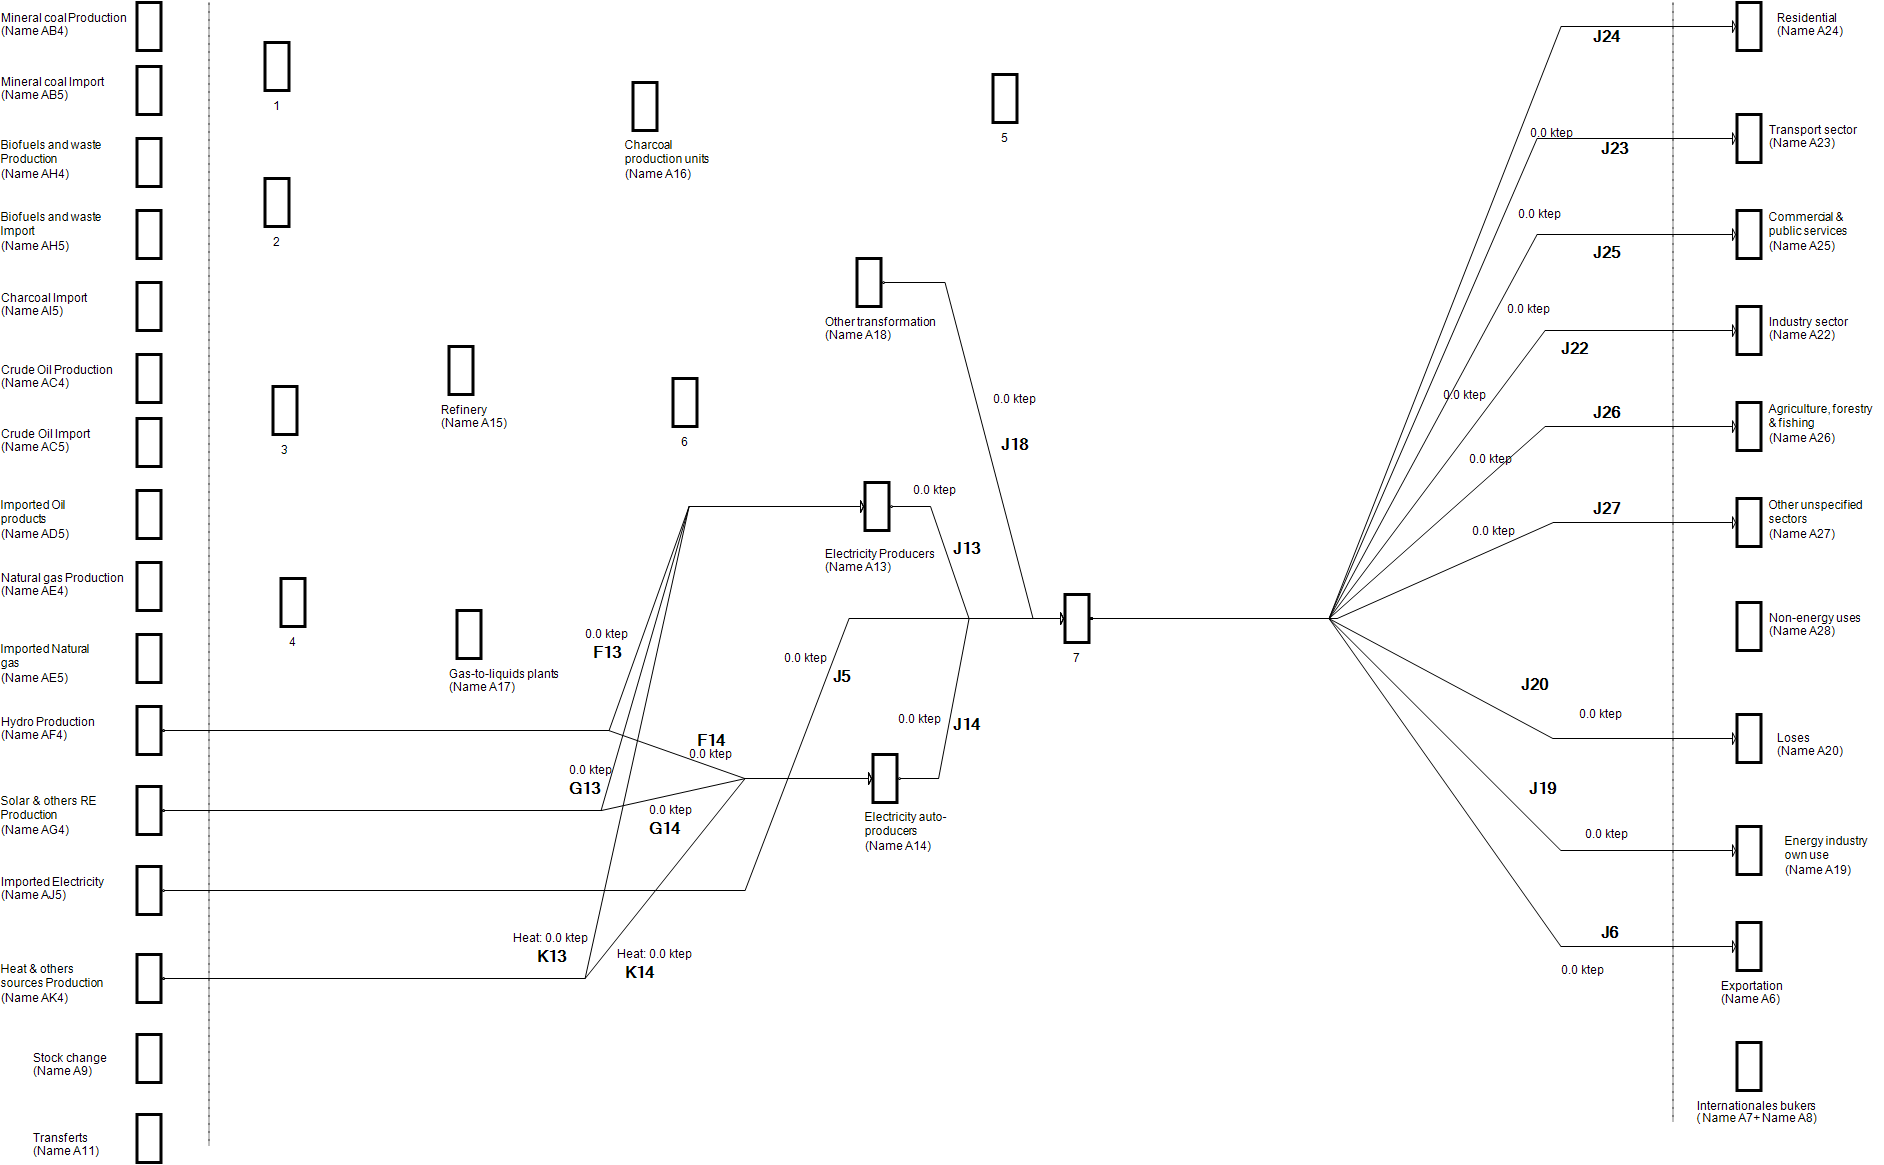 Mineral coal Production
(Name AB4)
Mineral coal Import
(Name AB5)
Biofuels and waste
Production
(Name AH4)
Biofuels and waste
Import
(Name AH5)
Charcoal Import
(Name AI5)
Crude Oil Production
(Name AC4)
Crude Oil Import
(Name AC5)
Imported Oil
products
(Name AD5)
Natural gas Production
(Name AE4)
Imported Natural
gas
(Name AE5)
Hydro Production
(Name AF4)
Solar & others RE
Production
(Name AG4)
Imported Electricity
(Name AJ5)
Heat & others
sources Production
(Name AK4)
Stock change
(Name A9)
Transferts
(Name A11)
1
2
3
4
Refinery
(Name A15)
Gas-to-liquids plants
(Name A17)
Charcoal
production units
(Name A16)
6
5
Other transformation
(Name A18)
0.0 ktep
J18
0.0 ktep
Electricity Producers
(Name A13)
J13
0.0 ktep
F13
0.0 ktep
J5
7
F14
0.0 ktep
0.0 ktep
J14
0.0 ktep
G13
0.0 ktep
G14
Electricity auto-
producers
(Name A14)
Heat: 0.0 ktep
K13
Heat: 0.0 ktep
K14
J24
0.0 ktep
J23
0.0 ktep
J25
0.0 ktep
J22
0.0 ktep
J26
0.0 ktep
J27
0.0 ktep
J20
0.0 ktep
J19
0.0 ktep
J6
0.0 ktep
Residential
(Name A24)
Transport sector
(Name A23)
Commercial &
public services
(Name A25)
Industry sector
(Name A22)
Agriculture, forestry
& fishing
(Name A26)
Other unspecified
sectors
(Name A27)
Non-energy uses
(Name A28)
Loses
(Name A20)
Energy industry
own use
(Name A19)
Exportation
(Name A6)
Internationales bukers
( Name A7+ Name A8)